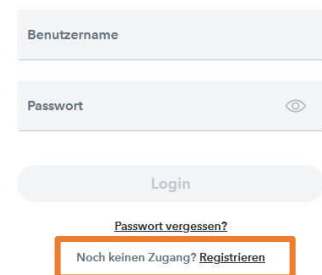 Benutzername
Passwort
Login
Passwort vergessen?
Noch keinen Zugang? Registrieren